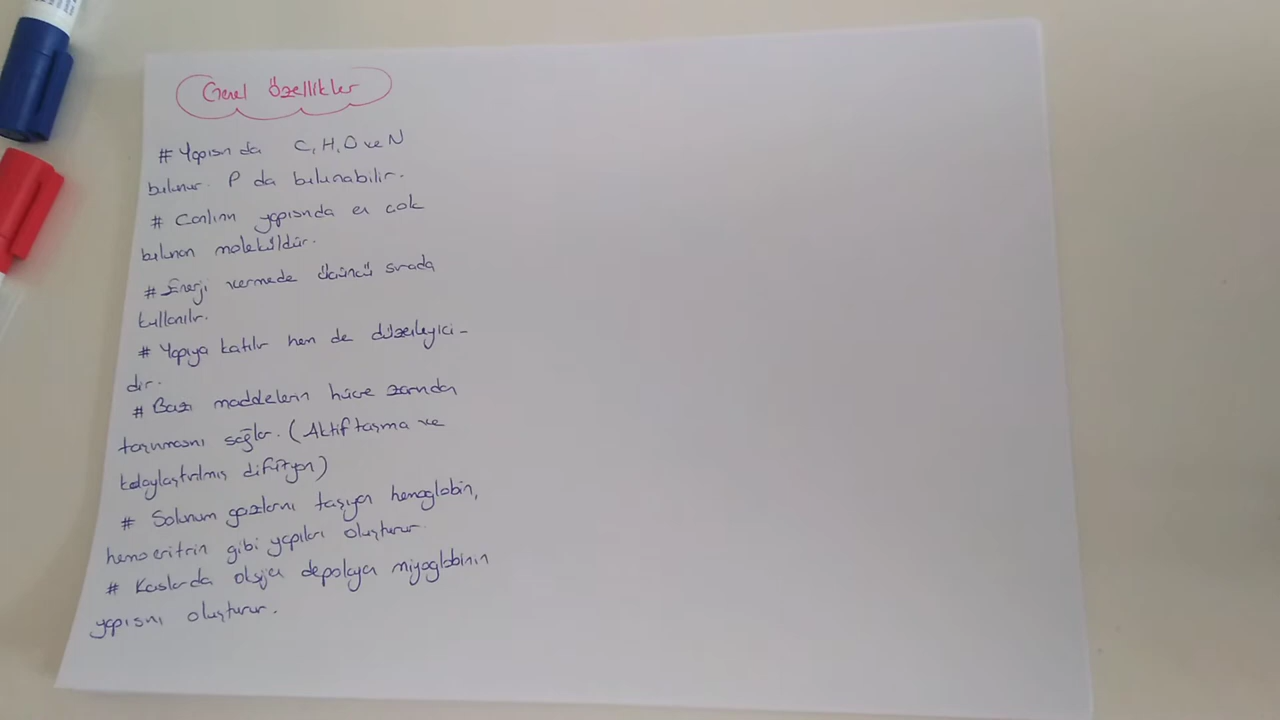 Genel Özellikler
# Yapısında C, H, O ve N
bulunur. P da bulunabilir.
# Canlının yapısında en çok
bulunan moleküldür.
# Enerji vermede üçüncü sırada
kullanılır.
# Yapıya katılır hem de düzenleyici-
dir.
# Bazı maddelerin hücre zarından
taşınmasını sağlar. (Aktif taşıma ve
kolaylaştırılmış difüzyon)
# Solunum gazlarını taşıyan hemoglobin,
hemoeritrin gibi yapıları oluşturur.
# Kaslarda oksijen depolayan miyoglobinin
yapısını oluşturur.